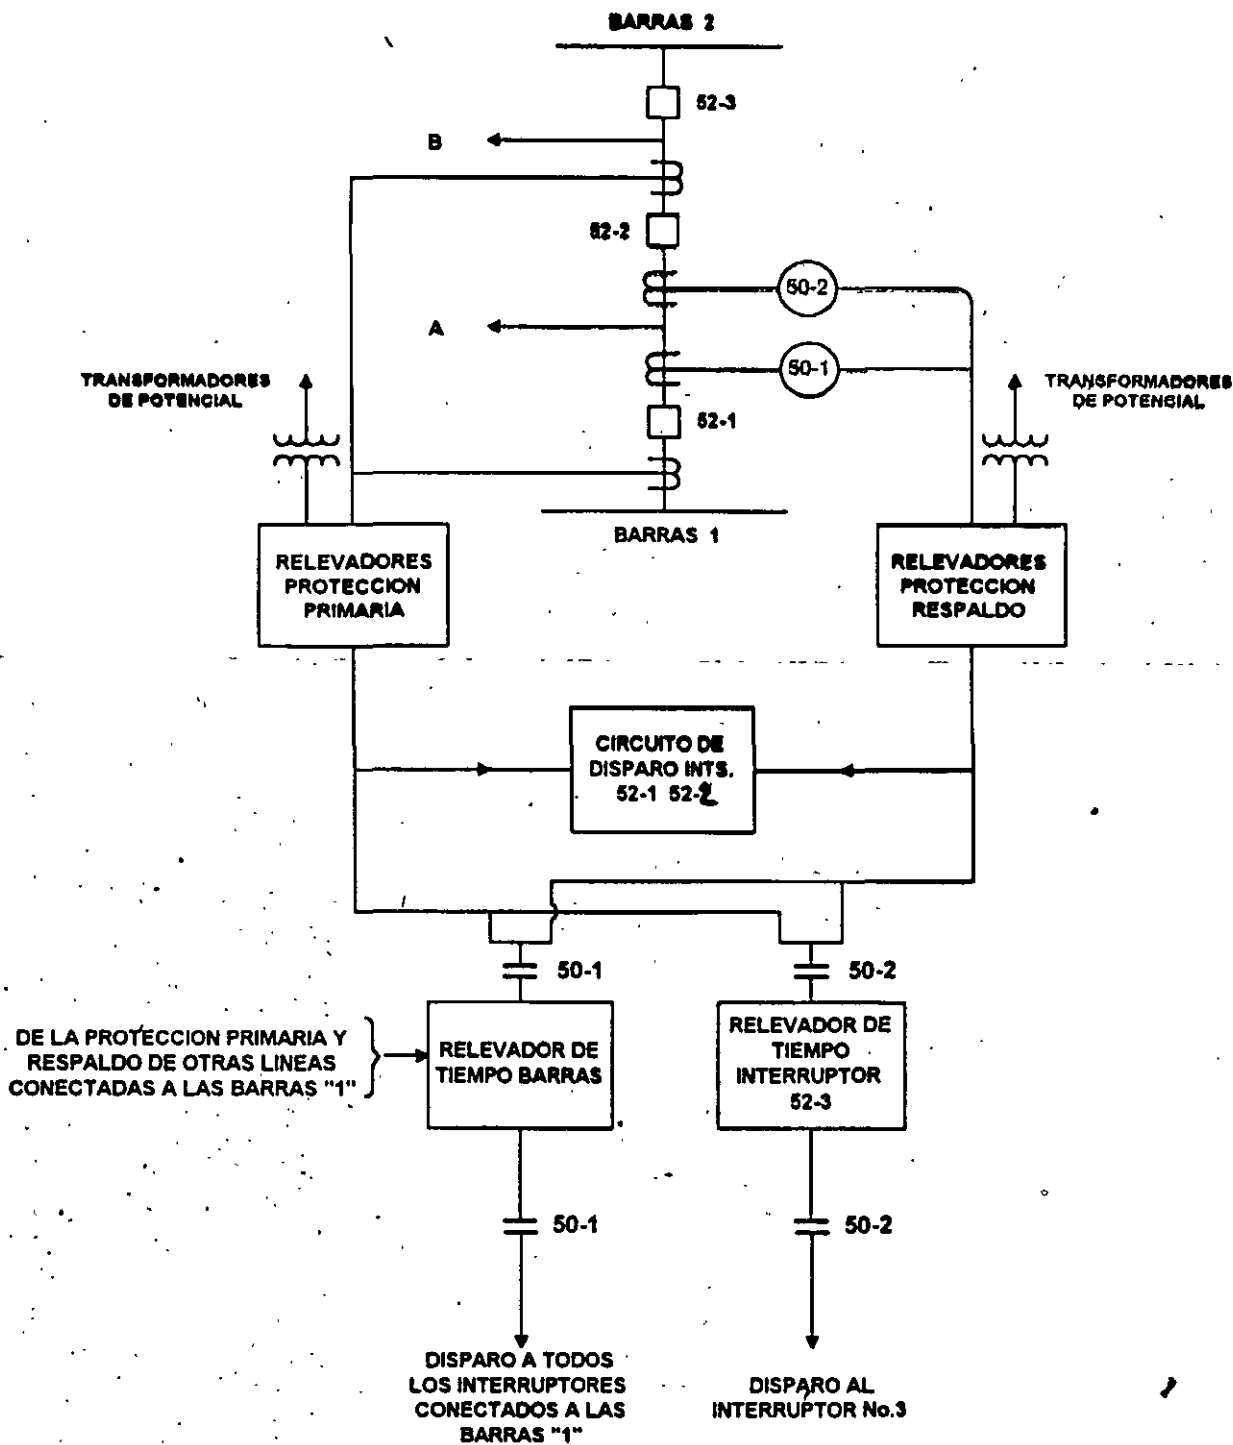 BARRAS 2
52-3
B
52-2
50-2
A
50-1
TRANSFORMADORES
DE POTENCIAL
TRANSFORMADORES
DE POTENCIAL
52-1
BARRAS 1
RELEVADORES
PROTECCION
PRIMARIA
RELEVADORES
PROTECCION
RESPALDO
CIRCUITO DE
DISPARO INTS.
52-1 52-2
50-1
50-2
DE LA PROTECCION PRIMARIA Y
RESPALDO DE OTRAS LINEAS
CONECTADAS A LAS BARRAS "1"
RELEVADOR DE
TIEMPO BARRAS
RELEVADOR DE
TIEMPO
INTERRUPTOR
52-3
50-1
50-2
DISPARO A TODOS
LOS INTERRUPTORES
CONECTADOS A LAS
BARRAS "1"
DISPARO AL
INTERRUPTOR No.3